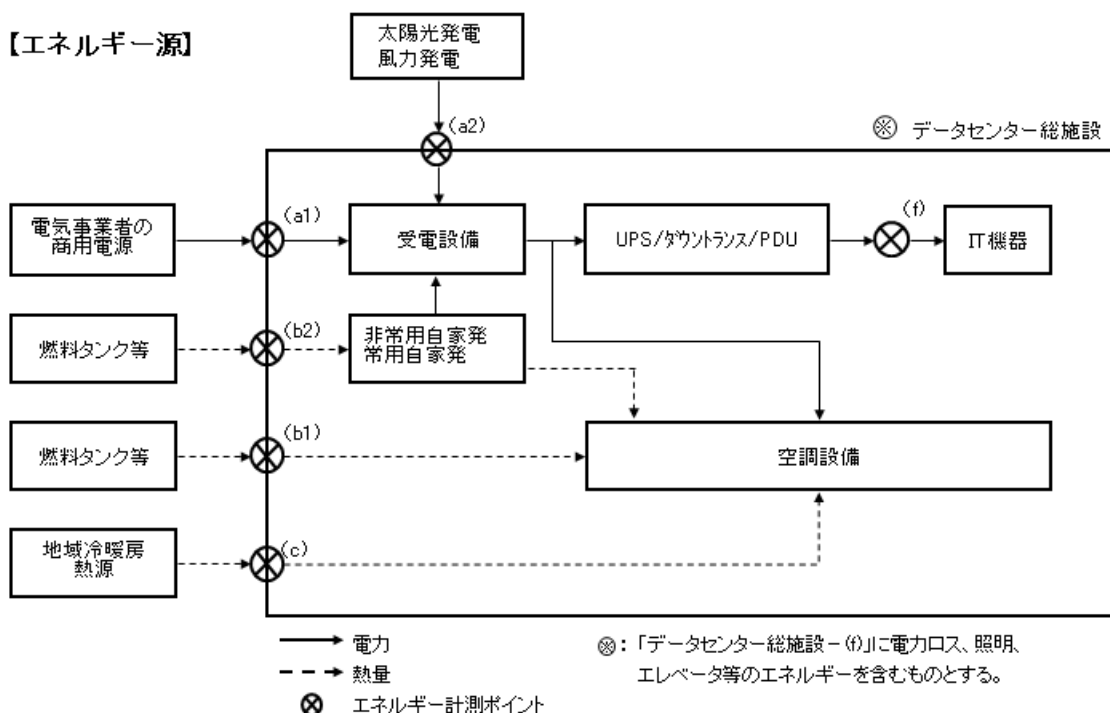 【エネルギー源】
太陽光発電
風力発電
(a2)
※ データセンター総施設
電気事業者の
商用電源
(a1)
受電設備
UPS/ダウントランス/PDU
(f)
IT機器
燃料タンク等
(b2)
非常用自家発
常用自家発
燃料タンク等
(b1)
空調設備
地域冷暖房
熱源
(c)
電力
熱量
エネルギー計測ポイント
※：「データセンター総施設－(f)」に電力ロス、照明、
エレベータ等のエネルギーを含むものとする。